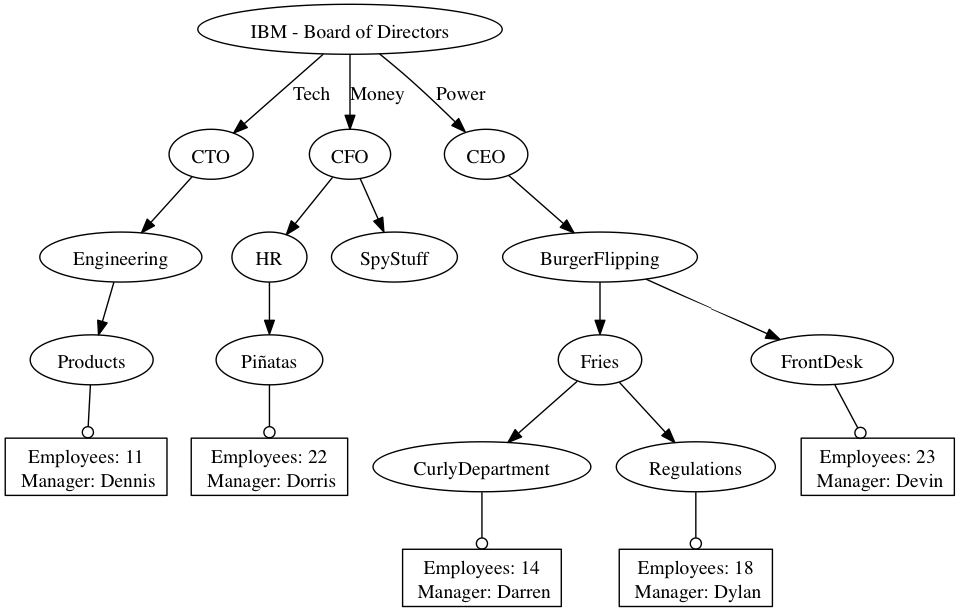 IBM - Board of Directors
Tech
Money
Power
CTO
CFO
CEO
Engineering
HR
SpyStuff
BurgerFlipping
Products
Piñatas
Fries
FrontDesk
Employees: 11
Manager: Dennis
Employees: 22
Manager: Dorris
CurlyDepartment
Regulations
Employees: 23
Manager: Devin
Employees: 14
Manager: Darren
Employees: 18
Manager: Dylan